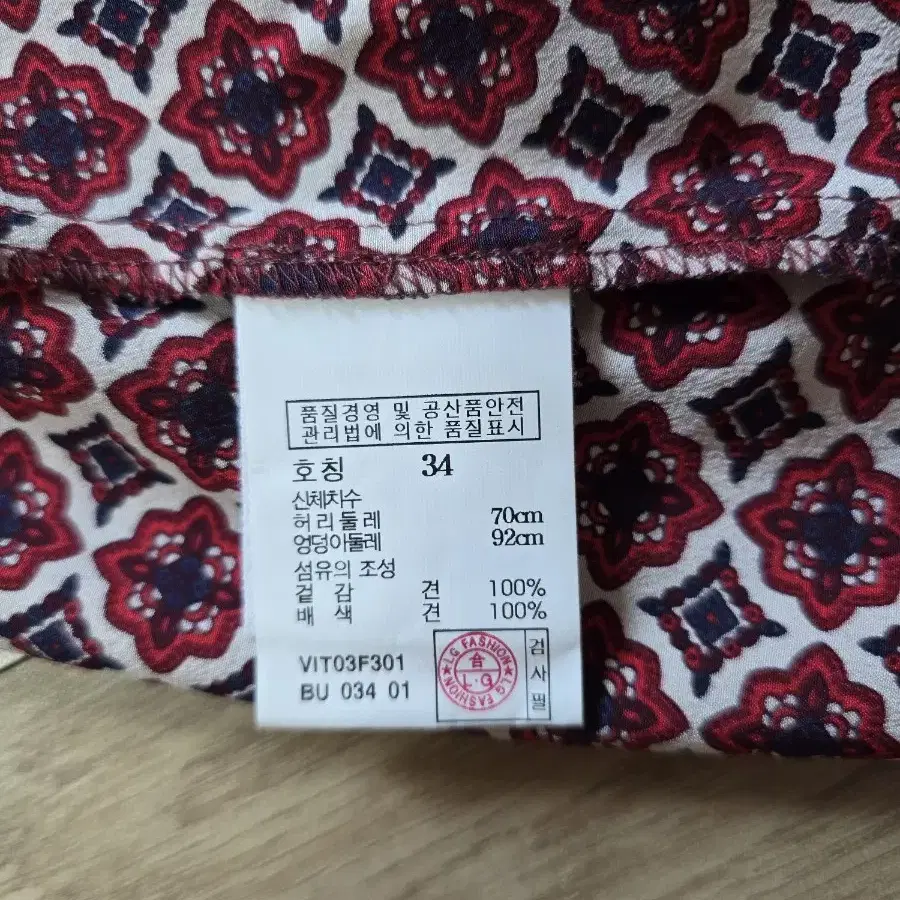 품질경영 및 공산품안전
관리법에 의한 품질표시
호칭 34
신체치수
허리둘레 70cm
엉덩이둘레 92cm
섬유의 조성
겉 감 견 100%
배 색 견 100%
VIT03F301
BU 034 01
★LG FASHION★LG FASHION
合
L·G
검사필